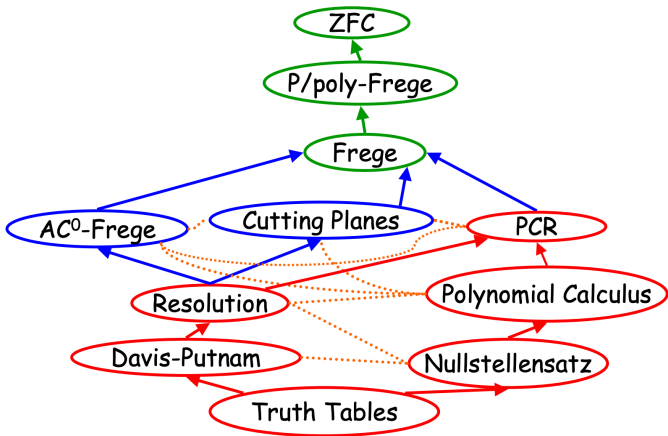 ZFC
P/poly-Frege
Frege
AC⁰-Frege
Cutting Planes
PCR
Resolution
Polynomial Calculus
Davis-Putnam
Nullstellensatz
Truth Tables